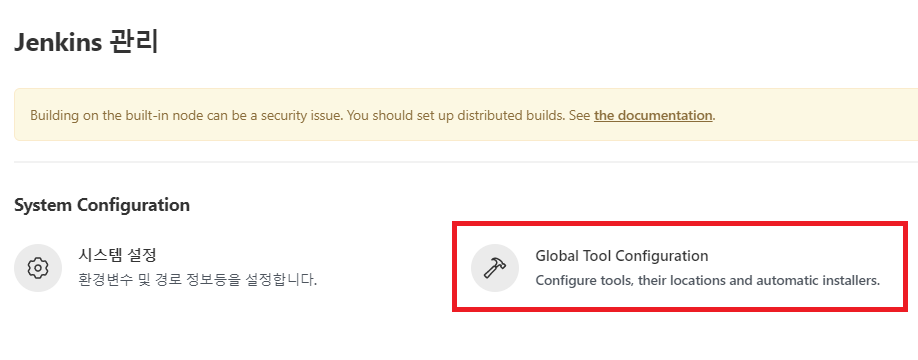 Jenkins 관리
Building on the built-in node can be a security issue. You should set up distributed builds. See the documentation.
System Configuration
시스템 설정
환경변수 및 경로 정보등을 설정합니다.
Global Tool Configuration
Configure tools, their locations and automatic installers.